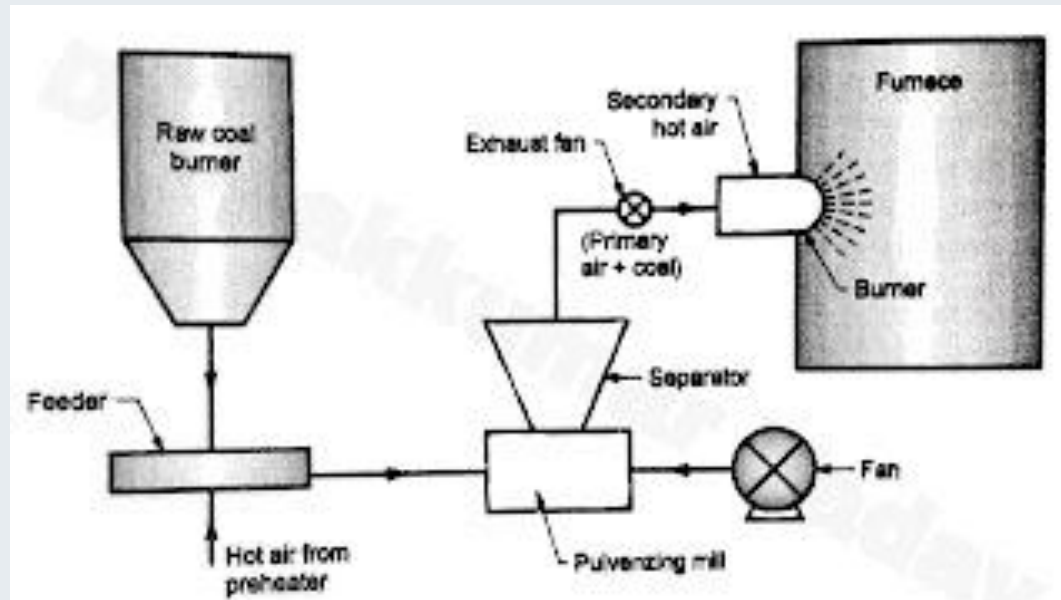 Raw coal
burner
Furnace
Secondary
hot air
Exhaust fan
(Primary
air + coal)
Burner
Separator
Feeder
Fan
Hot air from
preheater
Pulvenzing mill